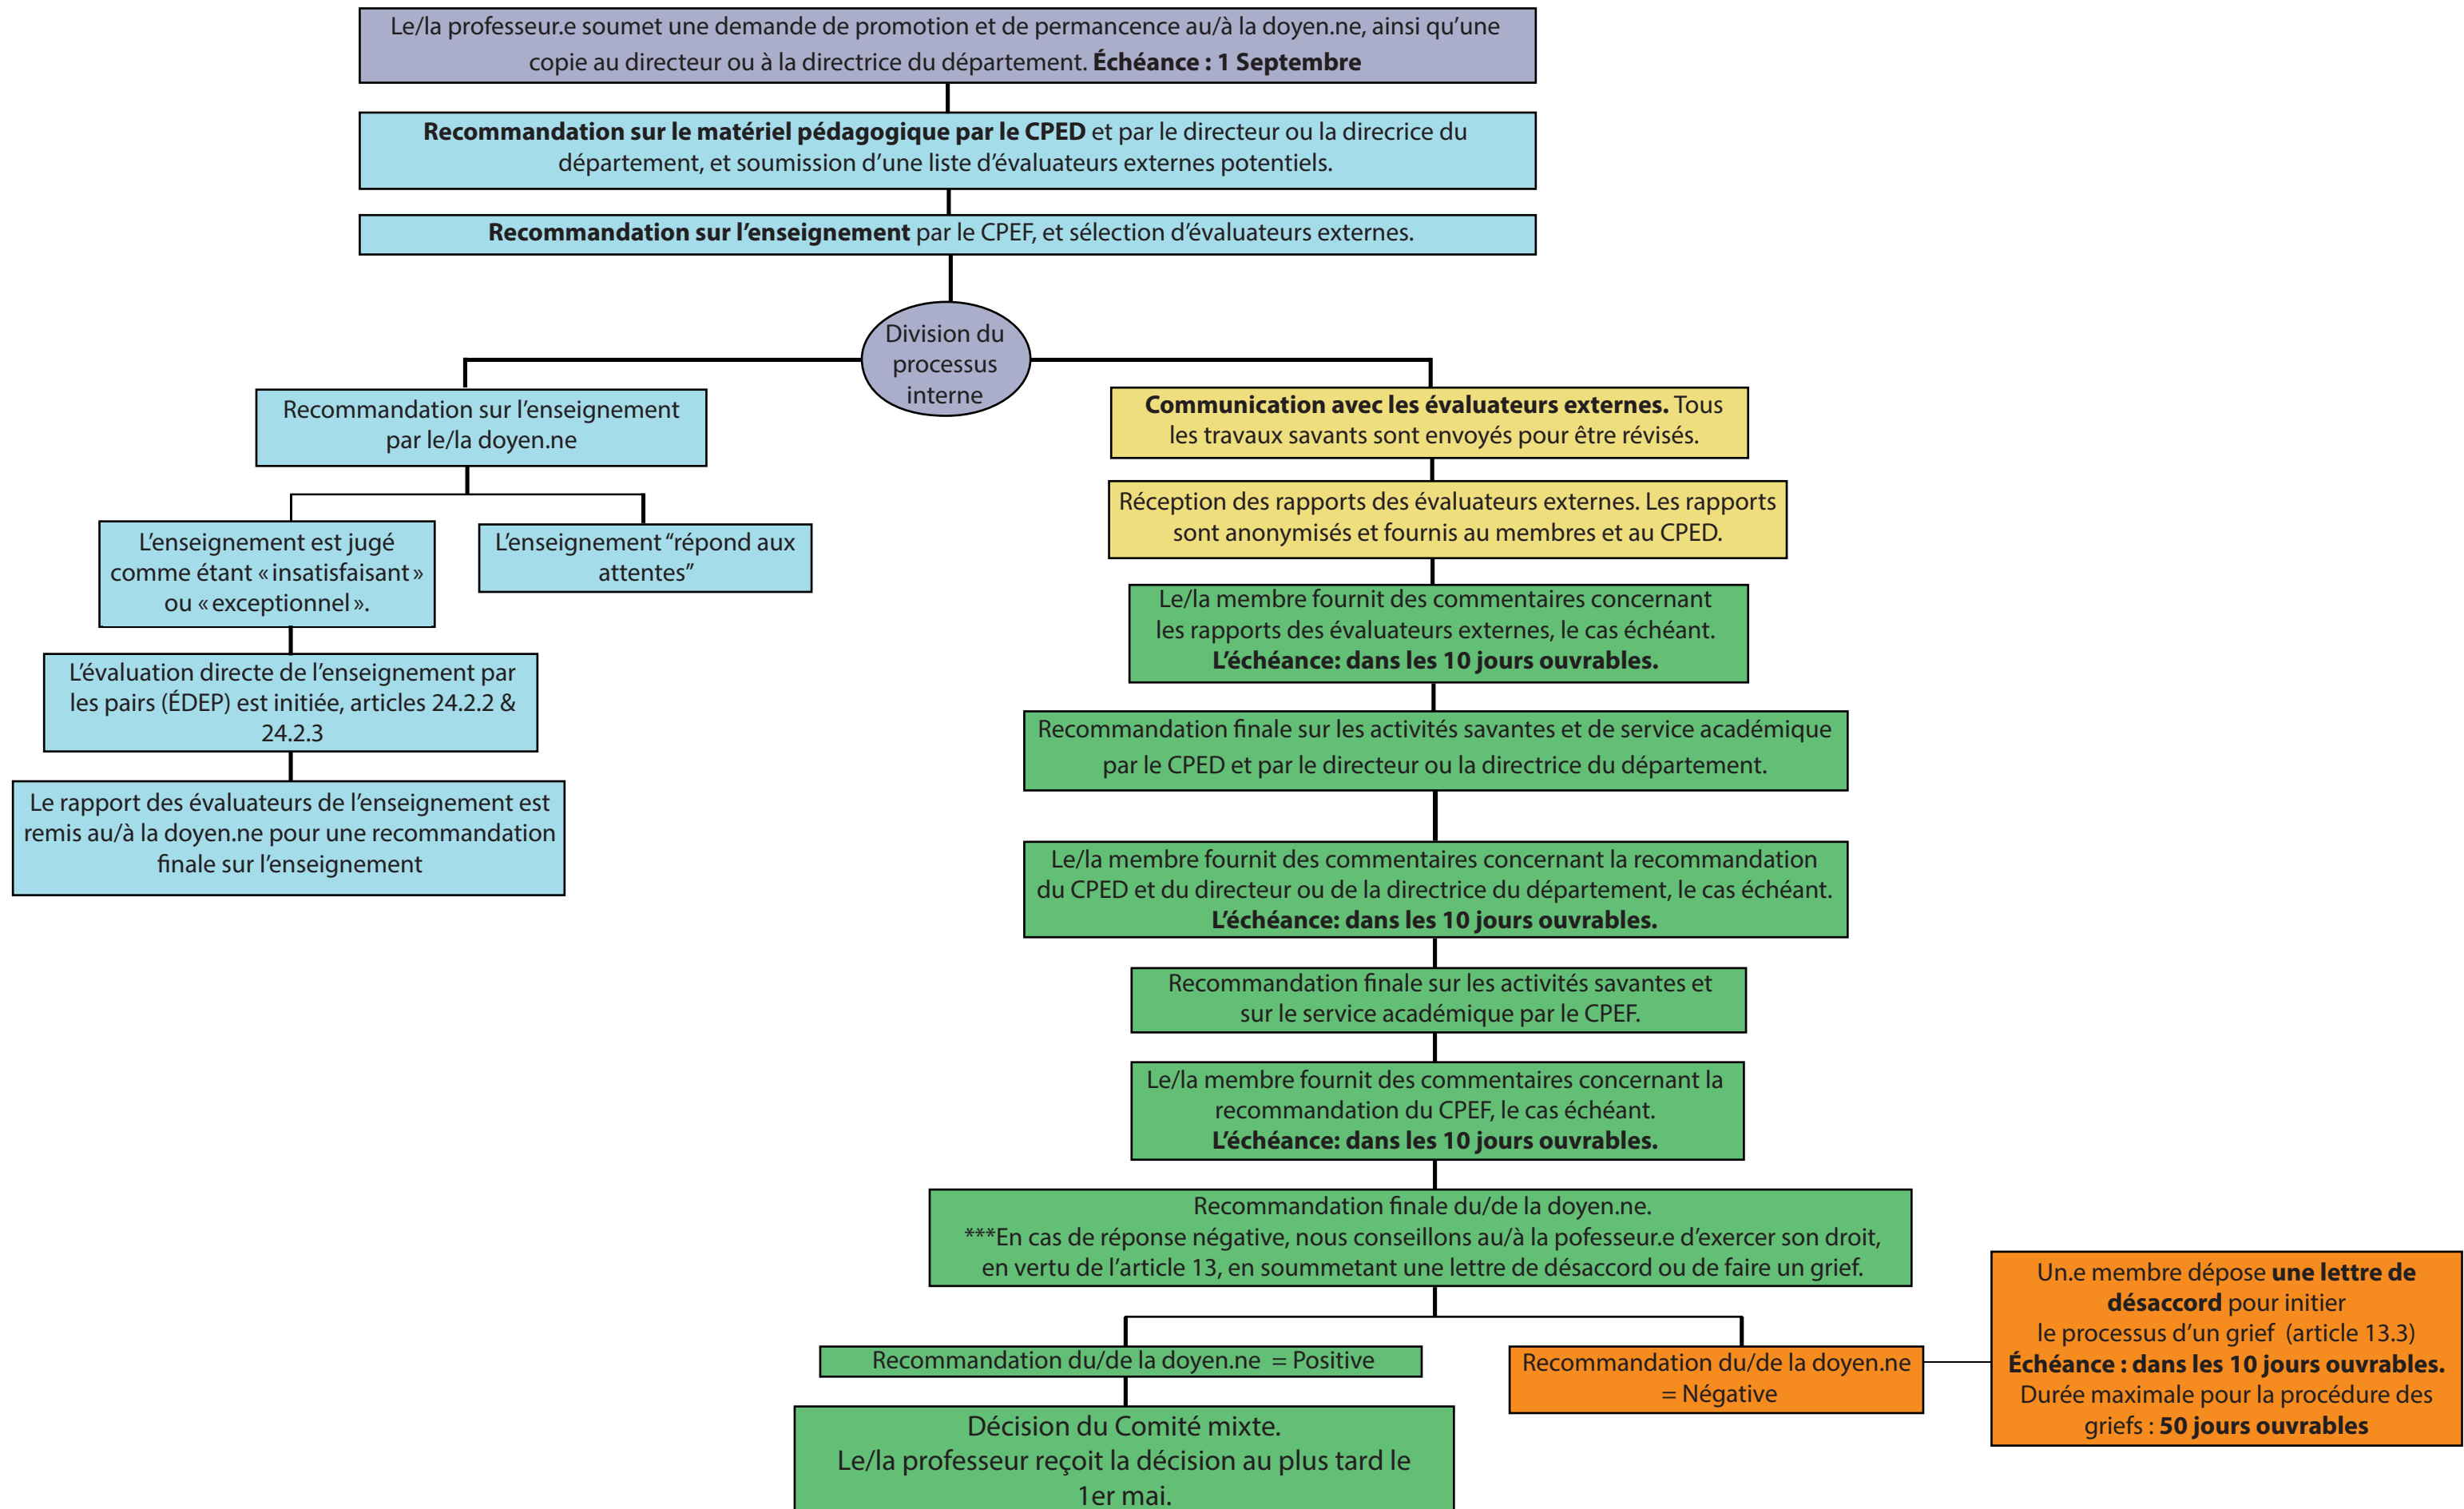 Le/la professeur.e soumet une demande de promotion et de permancence au/à la doyen.ne, ainsi qu’une
copie au directeur ou à la directrice du département. Échéance : 1 Septembre
Recommandation sur le matériel pédagogique par le CPED et par le directeur ou la direcrice du
département, et soumission d’une liste d’évaluateurs externes potentiels.
Recommandation sur l’enseignement par le CPEF, et sélection d’évaluateurs externes.
Division du
processus
interne
Recommandation sur l’enseignement
par le/la doyen.ne
L’enseignement est jugé
comme étant « insatisfaisant »
ou « exceptionnel ».
L’enseignement “répond aux
attentes”
L’évaluation directe de l’enseignement par
les pairs (ÉDEP) est initiée, articles 24.2.2 &
24.2.3
Le rapport des évaluateurs de l’enseignement est
remis au/à la doyen.ne pour une recommandation
finale sur l’enseignement
Communication avec les évaluateurs externes. Tous
les travaux savants sont envoyés pour être révisés.
Réception des rapports des évaluateurs externes. Les rapports
sont anonymisés et fournis au membres et au CPED.
Le/la membre fournit des commentaires concernant
les rapports des évaluateurs externes, le cas échéant.
L’échéance: dans les 10 jours ouvrables.
Recommandation finale sur les activités savantes et de service académique
par le CPED et par le directeur ou la directrice du département.
Le/la membre fournit des commentaires concernant la recommandation
du CPED et du directeur ou de la directrice du département, le cas échéant.
L’échéance: dans les 10 jours ouvrables.
Recommandation finale sur les activités savantes et
sur le service académique par le CPEF.
Le/la membre fournit des commentaires concernant la
recommandation du CPEF, le cas échéant.
L’échéance: dans les 10 jours ouvrables.
Recommandation finale du/de la doyen.ne.
***En cas de réponse négative, nous conseillons au/à la pofesseur.e d’exercer son droit,
en vertu de l’article 13, en soummetant une lettre de désaccord ou de faire un grief.
Recommandation du/de la doyen.ne = Positive
Décision du Comité mixte.
Le/la professeur reçoit la décision au plus tard le
1er mai.
Recommandation du/de la doyen.ne
= Négative
Un.e membre dépose une lettre de
désaccord pour initier
le processus d’un grief (article 13.3)
Échéance : dans les 10 jours ouvrables.
Durée maximale pour la procédure des
griefs : 50 jours ouvrables